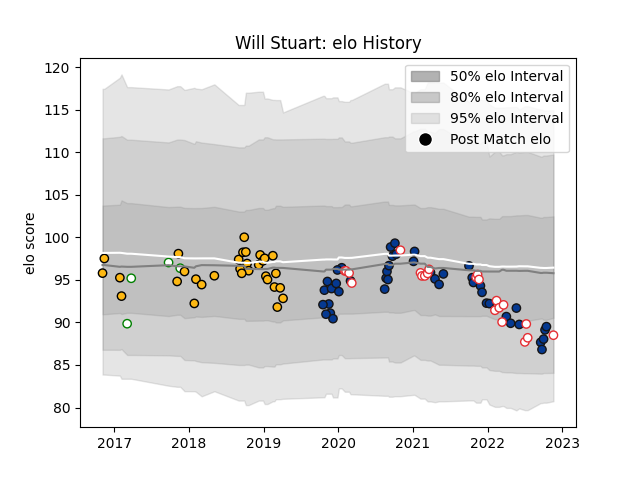 Will Stuart: elo History
120
115
110
105
100
95
90
85
80
elo score
50% elo Interval
80% elo Interval
95% elo Interval
Post Match elo
2017 2018 2019 2020 2021 2022 2023